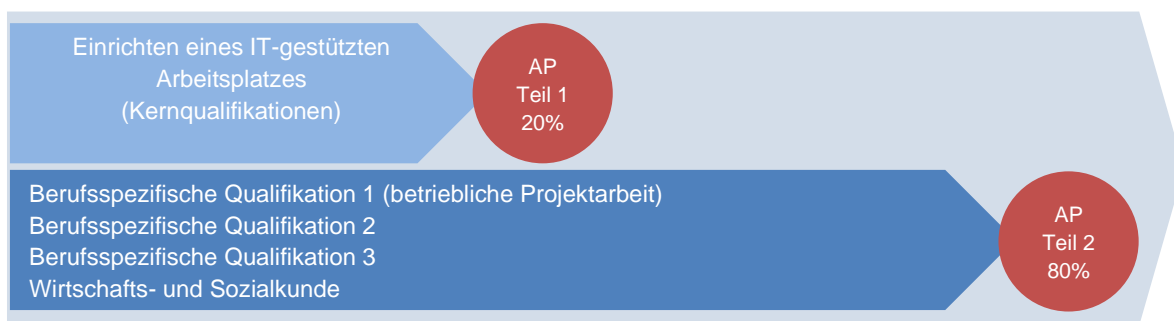 Einrichten eines IT-gestützten
Arbeitsplatzes
(Kernqualifikationen)
AP
Teil 1
20%
Berufsspezifische Qualifikation 1 (betriebliche Projektarbeit)
Berufsspezifische Qualifikation 2
Berufsspezifische Qualifikation 3
Wirtschafts- und Sozialkunde
AP
Teil 2
80%